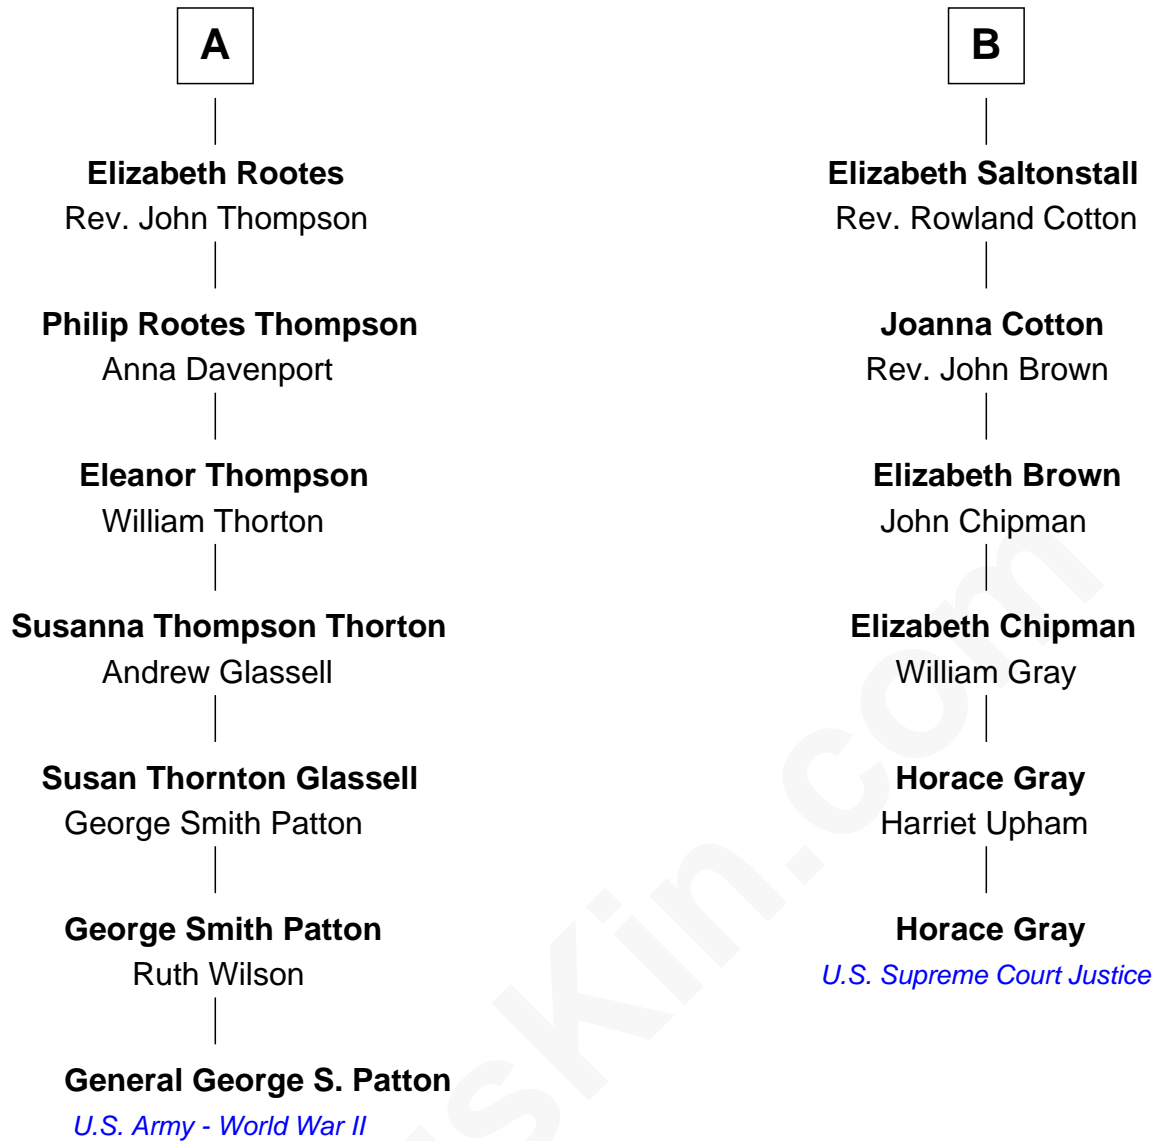 A
Elizabeth Rootes
Rev. John Thompson
Philip Rootes Thompson
Anna Davenport
Eleanor Thompson
William Thorton
Susanna Thompson Thorton
Andrew Glassell
Susan Thornton Glassell
George Smith Patton
George Smith Patton
Ruth Wilson
General George S. Patton
U.S. Army - World War II
B
Elizabeth Saltonstall
Rev. Rowland Cotton
Joanna Cotton
Rev. John Brown
Elizabeth Brown
John Chipman
Elizabeth Chipman
William Gray
Horace Gray
Harriet Upham
Horace Gray
U.S. Supreme Court Justice